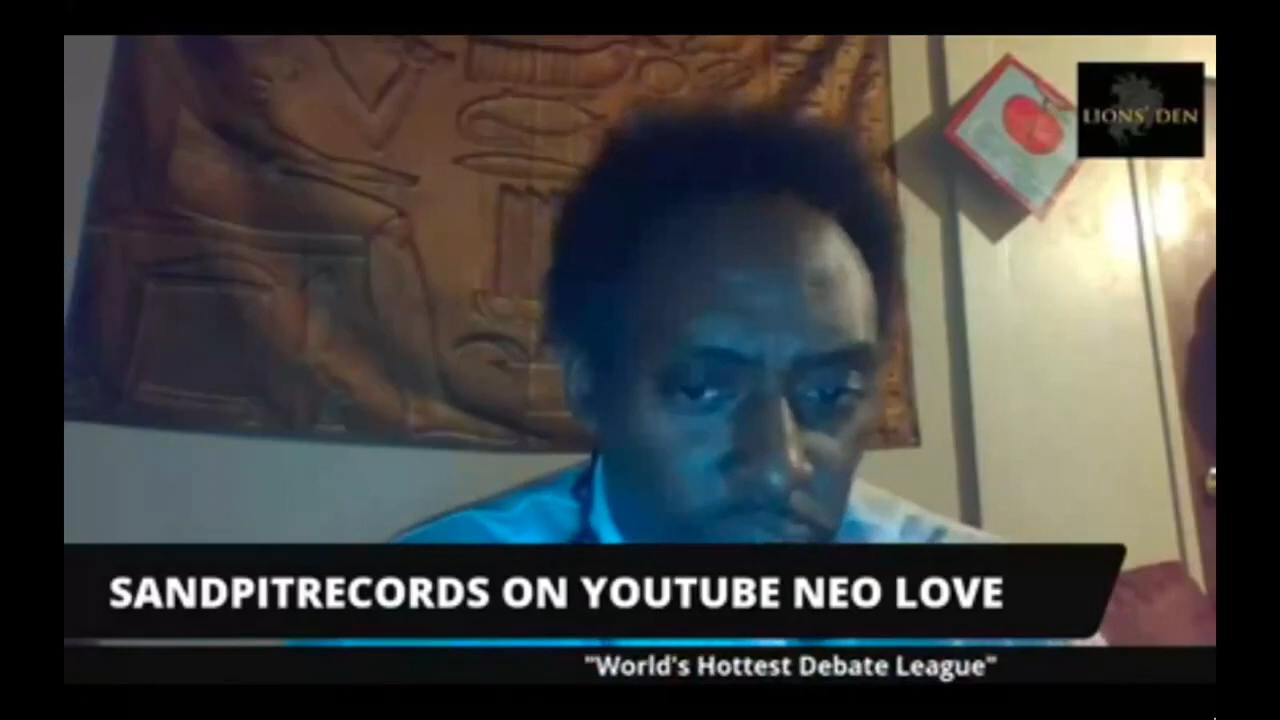 LIONS' DEN
SANDPITRECORDS ON YOUTUBE NEO LOVE
"World's Hottest Debate League"